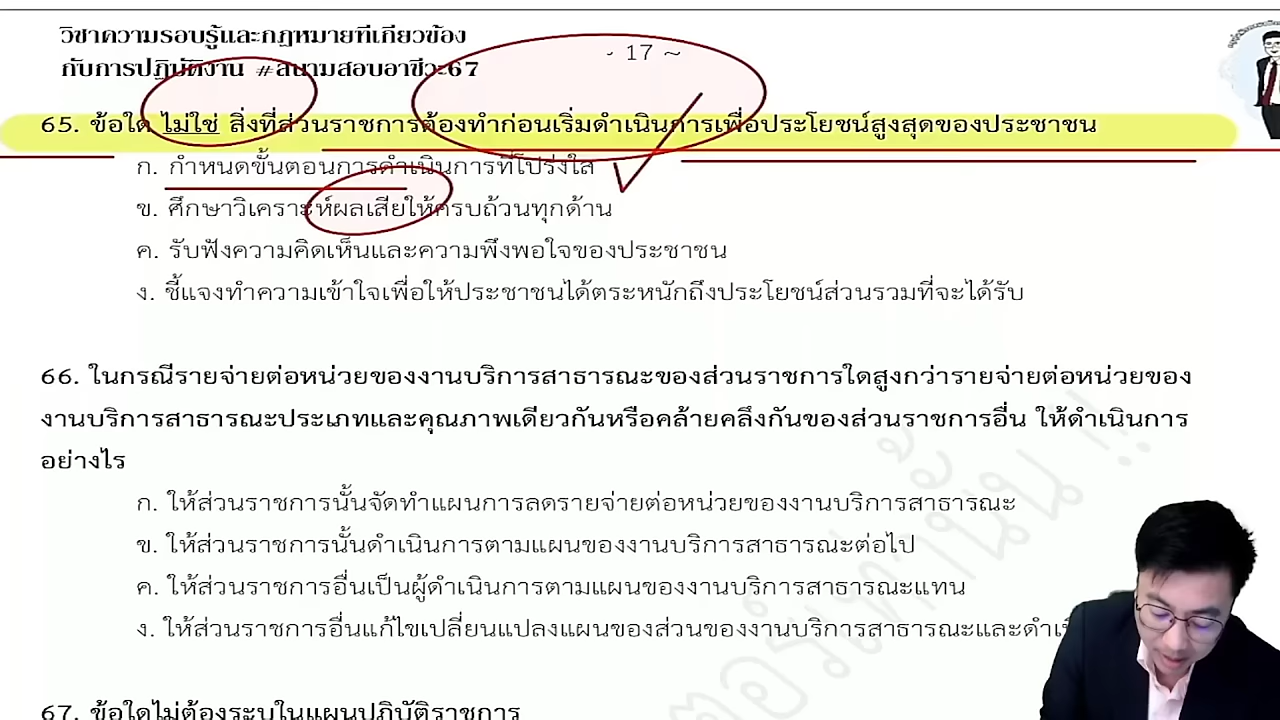 วิชาความรอบรู้และกฎหมายที่เกี่ยวข้อง
กับการปฏิบัติงาน #สนามสอบอาชีวะ67
~ 17 ~
65. ข้อใด ไม่ใช่ สิ่งที่ส่วนราชการต้องทำก่อนเริ่มดำเนินการเพื่อประโยชน์สูงสุดของประชาชน
ก. กำหนดขั้นตอนการดำเนินการที่โปร่งใส
ข. ศึกษาวิเคราะห์ผลเสียให้ครบถ้วนทุกด้าน
ค. รับฟังความคิดเห็นและความพึงพอใจของประชาชน
ง. ชี้แจงทำความเข้าใจเพื่อให้ประชาชนได้ตระหนักถึงประโยชน์ส่วนรวมที่จะได้รับ
66. ในกรณีรายจ่ายต่อหน่วยของงานบริการสาธารณะของส่วนราชการใดสูงกว่ารายจ่ายต่อหน่วยของ
งานบริการสาธารณะประเภทและคุณภาพเดียวกันหรือคล้ายคลึงกันของส่วนราชการอื่น ให้ดำเนินการ
อย่างไร
ก. ให้ส่วนราชการนั้นจัดทำแผนการลดรายจ่ายต่อหน่วยของงานบริการสาธารณะ
ข. ให้ส่วนราชการนั้นดำเนินการตามแผนของงานบริการสาธารณะต่อไป
ค. ให้ส่วนราชการอื่นเป็นผู้ดำเนินการตามแผนของงานบริการสาธารณะแทน
ง. ให้ส่วนราชการอื่นแก้ไขเปลี่ยนแปลงแผนของส่วนของงานบริการสาธารณะและ
67. ข้อใดไม่ต้องระบุในแผนปฏิบัติราชการ